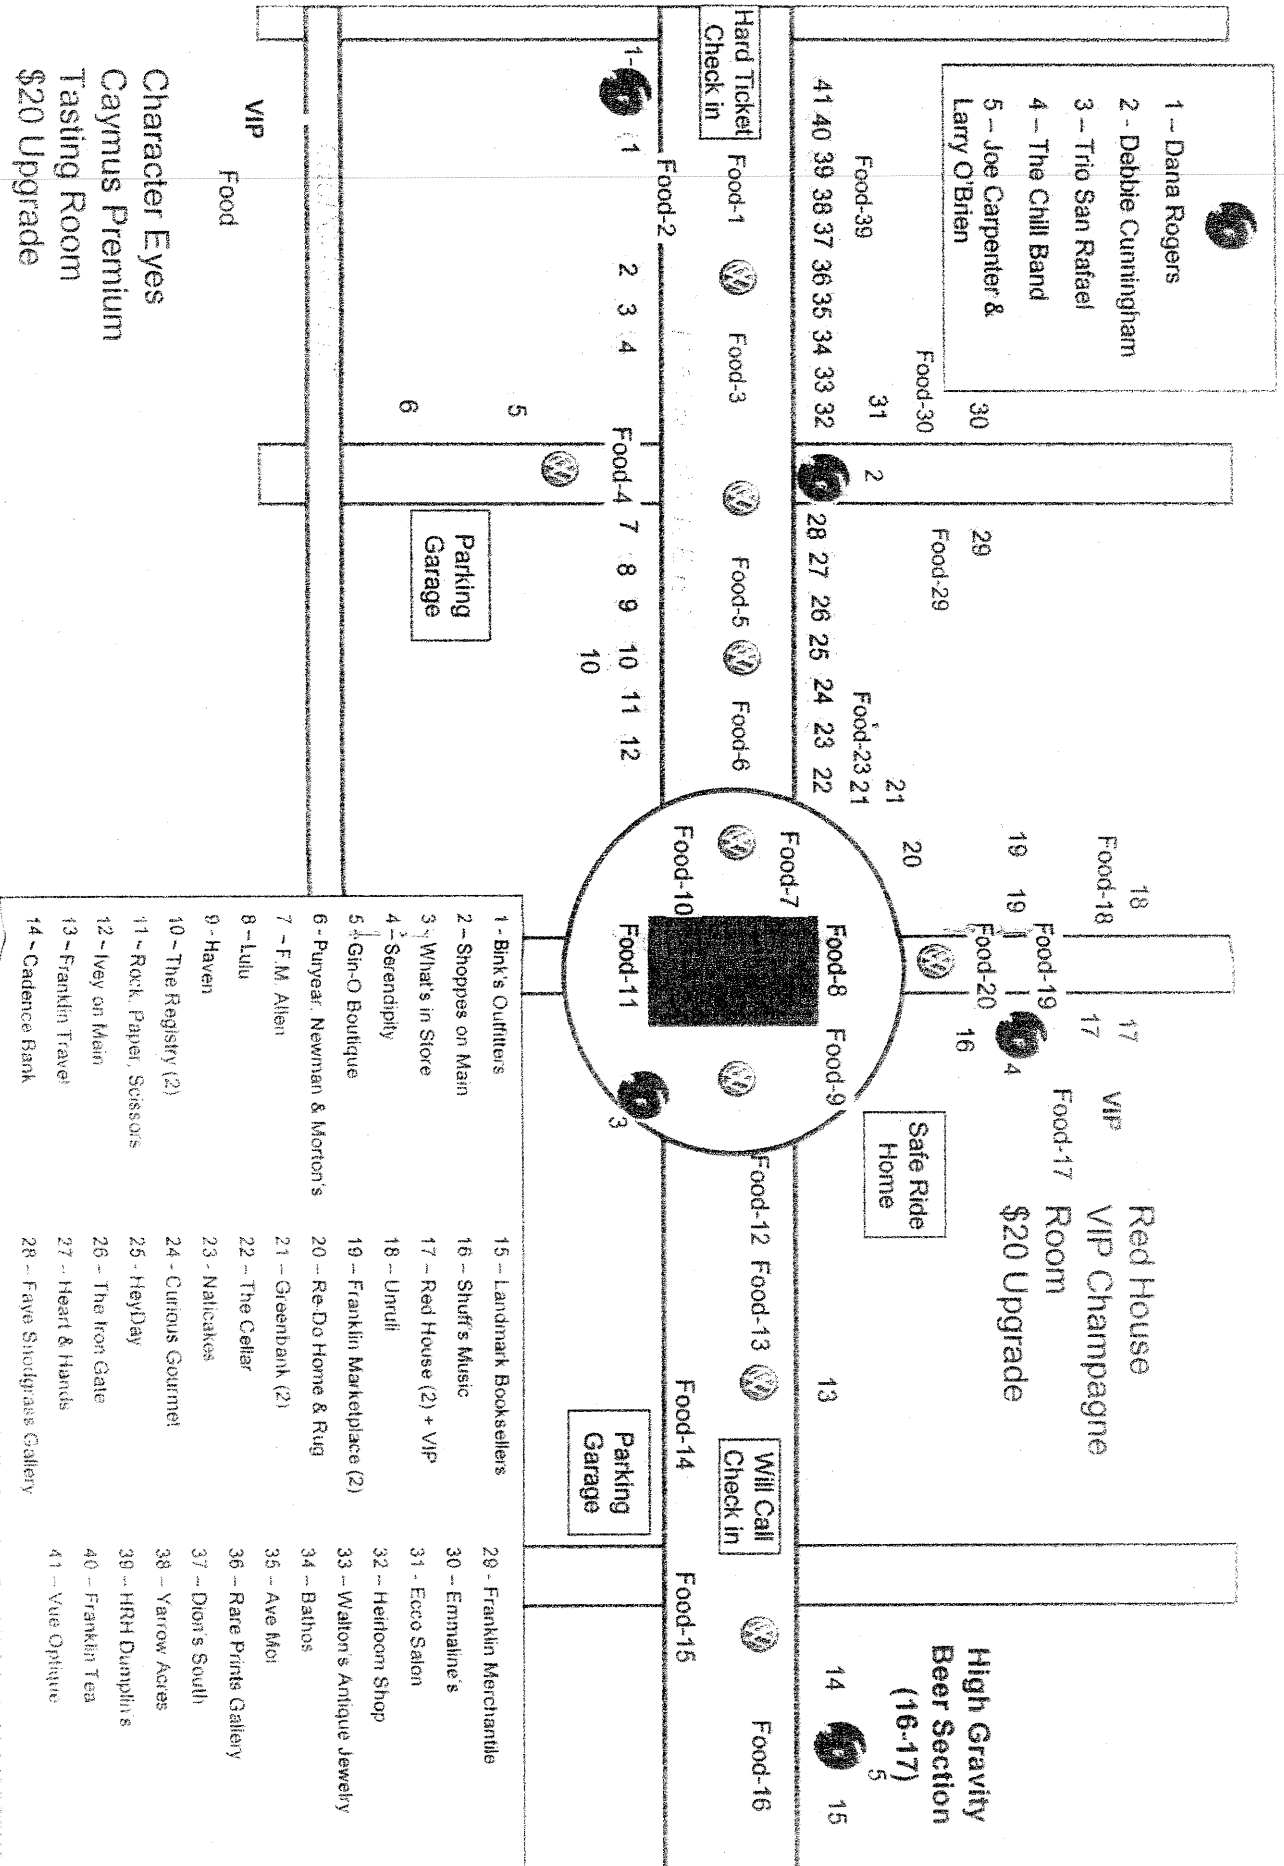 1 – Dana Rogers
2 - Debbie Cunningham
3 – Trio San Rafael
4 – The Chill Band
5 – Joe Carpenter &
Larry O'Brien
30
Food-30
31
Food-39
41 40 39 38 37 36 35 34 33 32
2
29
Food-29
28 27 26 25 24 23 22
Food-23 21
21
20
19 19
18
Food-18
Food-19
Food-20
17
17
16
4
VIP
Food-17
Red House
VIP Champagne
Room
$20 Upgrade
Safe Ride
Home
High Gravity
Beer Section
(16-17)
5
13
14
15
Hard Ticket
Check in
Food-1
Food-3
Food-5
Food-6
Food-7
Food-8
Food-9
Food-10
Food-11
3
Food-12 Food-13
Will Call
Check in
Food-16
Food-14
Food-15
Food-2
1-
1
2 3 4
Food-4
7 8 9 10 11 12
10
5
6
Parking
Garage
Parking
Garage
VIP
Food
Character Eyes
Caymus Premium
Tasting Room
$20 Upgrade
1 - Bink's Outfitters
2 – Shoppes on Main
3 - What's in Store
4 – Serendipity
5 - Gin-O Boutique
6 - Puryear, Newman & Morton's
7 – F.M. Allen
8 – Lulu
9 - Haven
10 – The Registry (2)
11 - Rock, Paper, Scissors
12 - Ivey on Main
13 – Franklin Travel
14 – Cadence Bank
15 – Landmark Booksellers
16 – Shuff's Music
17 – Red House (2) + VIP
18 – Unruli
19 – Franklin Marketplace (2)
20 – Re-Do Home & Rug
21 – Greenbank (2)
22 – The Cellar
23 - Naticakes
24 - Curious Gourmet
25 - HeyDay
26 – The Iron Gate
27 – Heart & Hands
28 – Faye Snodgrass Gallery
29 - Franklin Merchantile
30 – Emmaline's
31 - Ecco Salon
32 – Heirloom Shop
33 – Walton's Antique Jewelry
34 – Bathos
35 – Ave Moi
36 – Rare Prints Gallery
37 – Dion's South
38 – Yarrow Acres
39 – HRH Dumplin's
40 – Franklin Tea
41 – Vue Optique